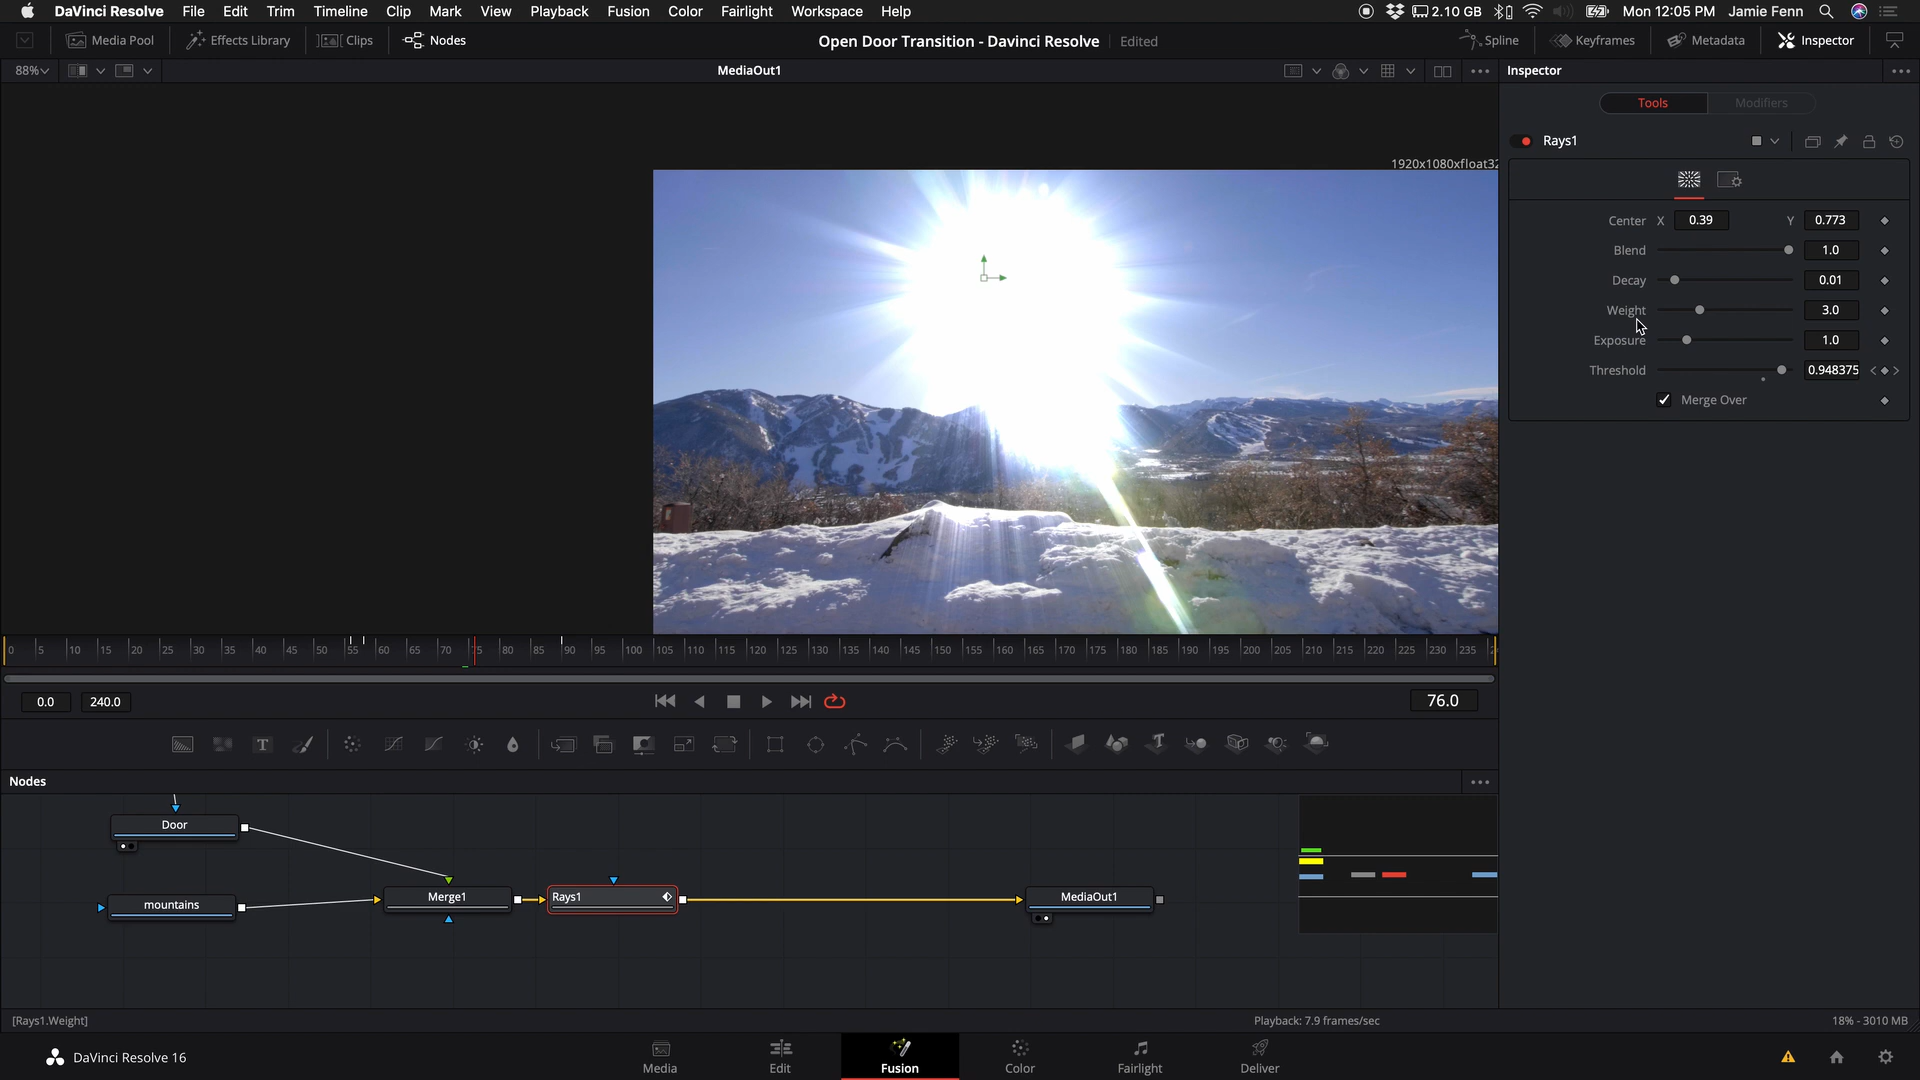 DaVinci Resolve File Edit Trim Timeline Clip Mark View Playback Fusion Color Fairlight Workspace Help 2.10 GB Mon 12:05 PM Jamie Fenn
Media Pool Effects Library Clips Nodes Open Door Transition - Davinci Resolve Edited Spline Keyframes Metadata Inspector
88% MediaOut1 Inspector
Tools Modifiers
Rays1
1920x1080xfloat32
Center X 0.39 Y 0.773
Blend 1.0
Decay 0.01
Weight 3.0
Exposure 1.0
Threshold 0.948375
Merge Over
0 5 10 15 20 25 30 35 40 45 50 55 60 65 70 75 80 85 90 95 100 105 110 115 120 125 130 135 140 145 150 155 160 165 170 175 180 185 190 195 200 205 210 215 220 225 230 235
0.0 240.0 76.0
T
Nodes
Door
mountains Merge1 Rays1 MediaOut1
[Rays1.Weight] Playback: 7.9 frames/sec 18% - 3010 MB
DaVinci Resolve 16 Media Edit Fusion Color Fairlight Deliver